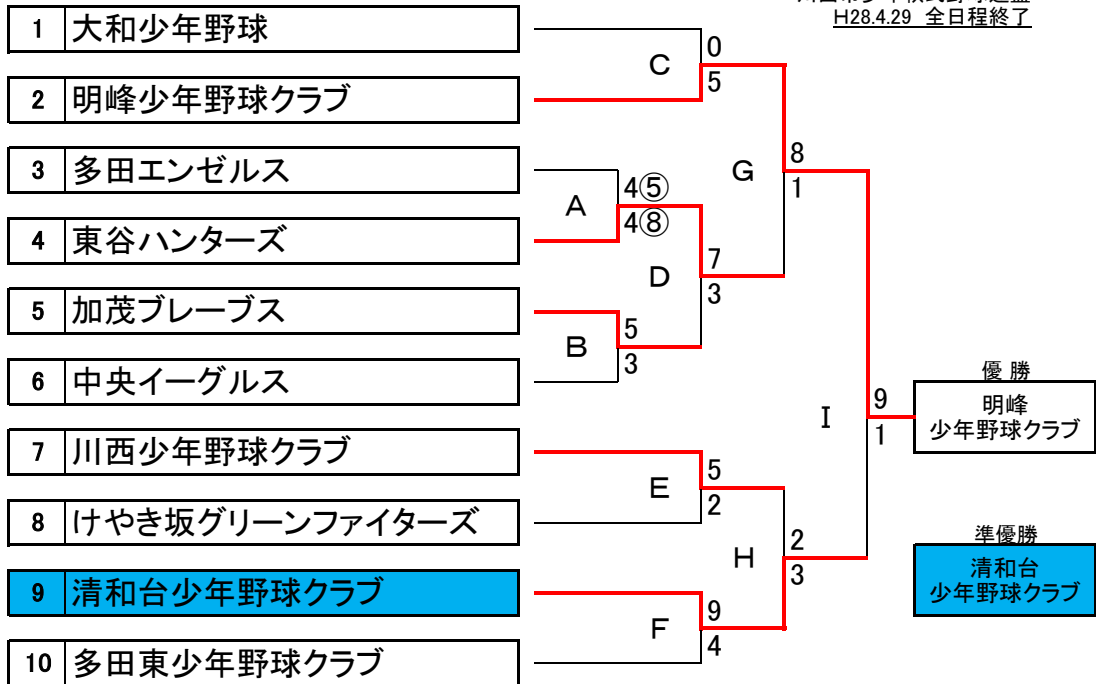 H28.4.29 全日程終了
1 大和少年野球
2 明峰少年野球クラブ
3 多田エンゼルス
4 東谷ハンターズ
5 加茂ブレーブス
6 中央イーグルス
7 川西少年野球クラブ
8 けやき坂グリーンファイターズ
9 清和台少年野球クラブ
10 多田東少年野球クラブ
C
0
5
A
4⑤
4⑧
B
5
3
D
7
3
G
8
1
E
5
2
F
9
4
H
2
3
I
9
1
優 勝
明峰
少年野球クラブ
準優勝
清和台
少年野球クラブ